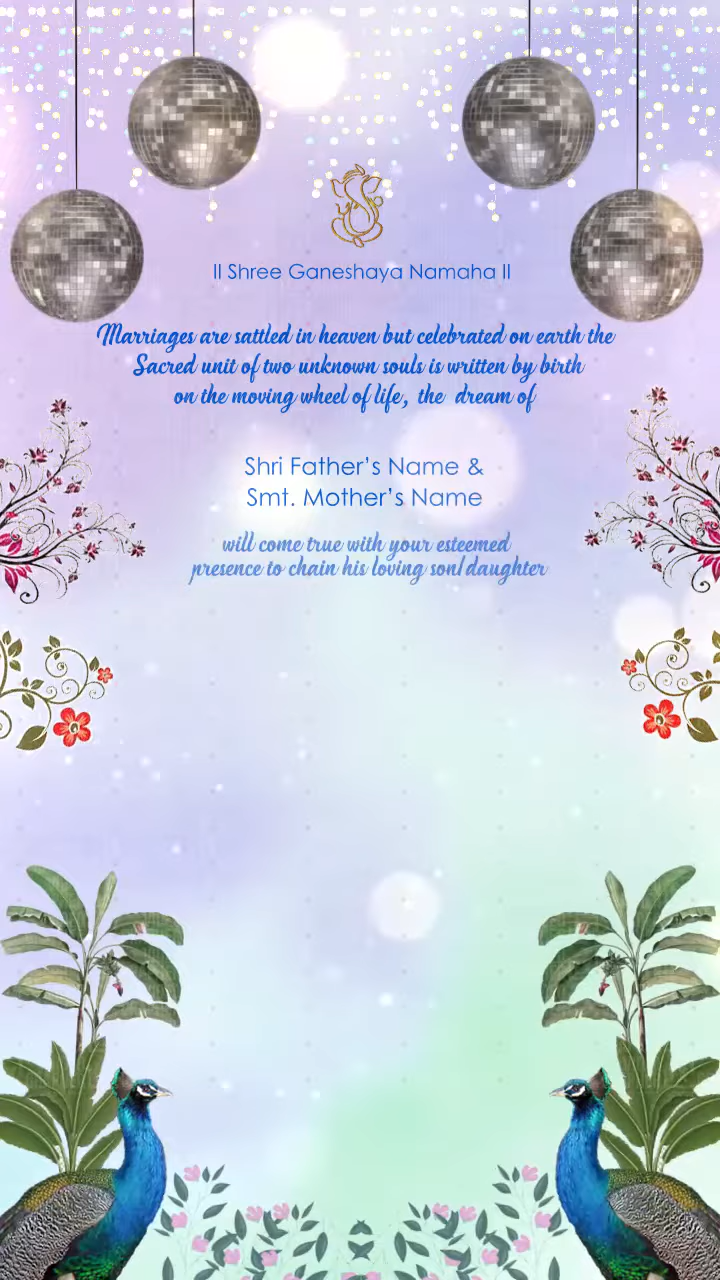 II Shree Ganeshaya Namaha II
Marriages are sattled in heaven but celebrated on earth the
Sacred unit of two unknown souls is written by birth
on the moving wheel of life, the dream of
Shri Father's Name &
Smt. Mother's Name
will come true with your esteemed
presence to chain his loving son/daughter